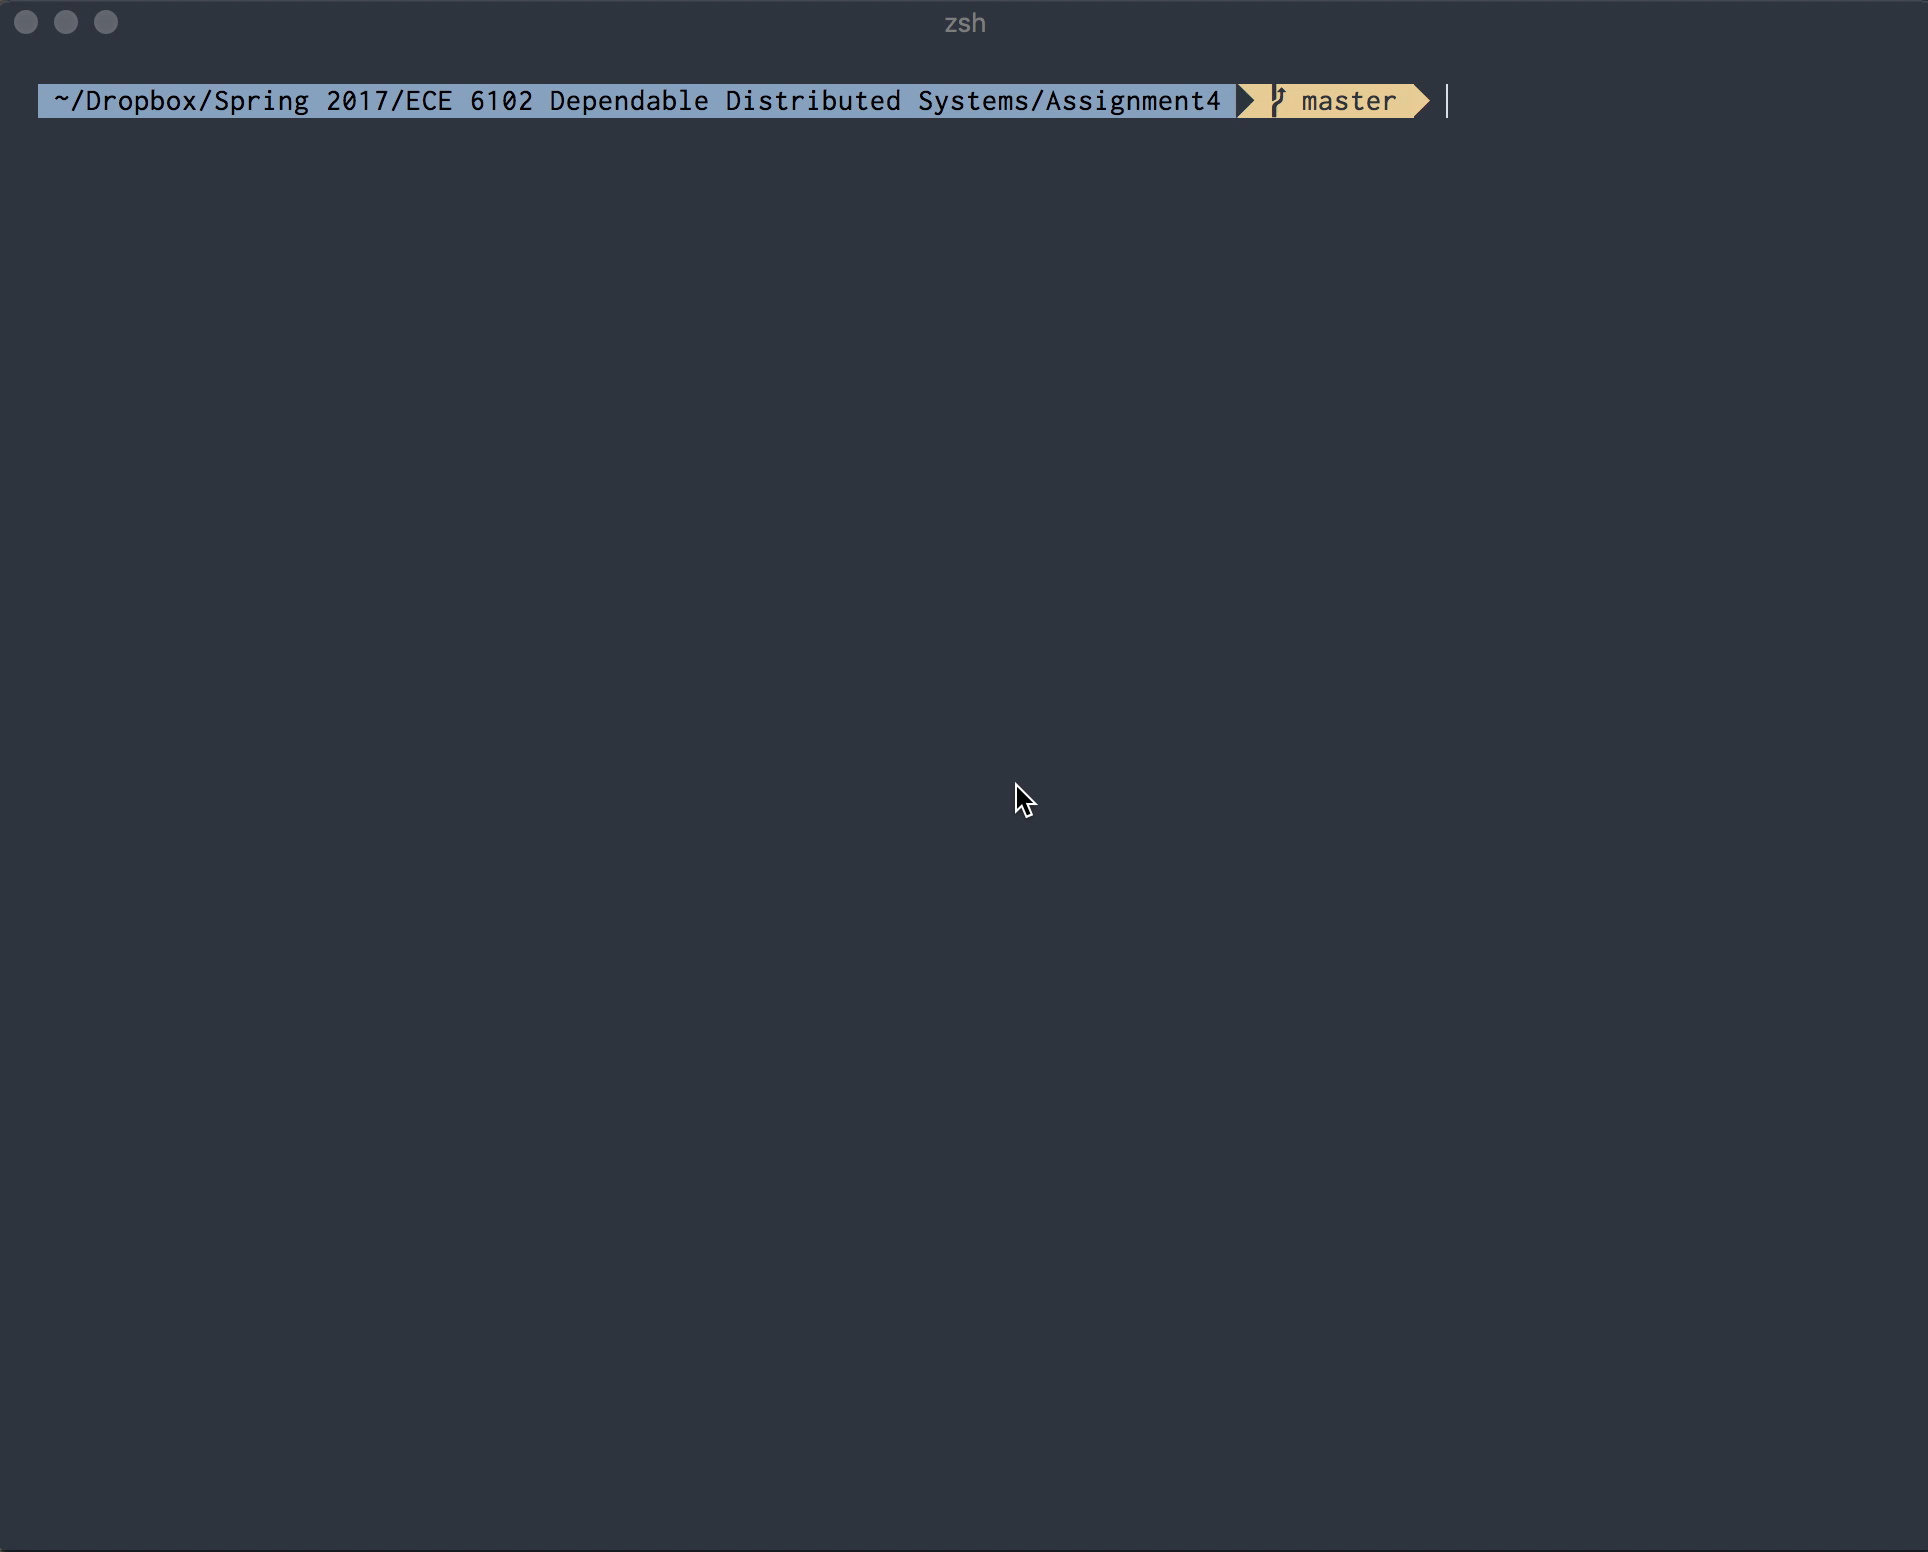 zsh
~/Dropbox/Spring 2017/ECE 6102 Dependable Distributed Systems/Assignment4 master